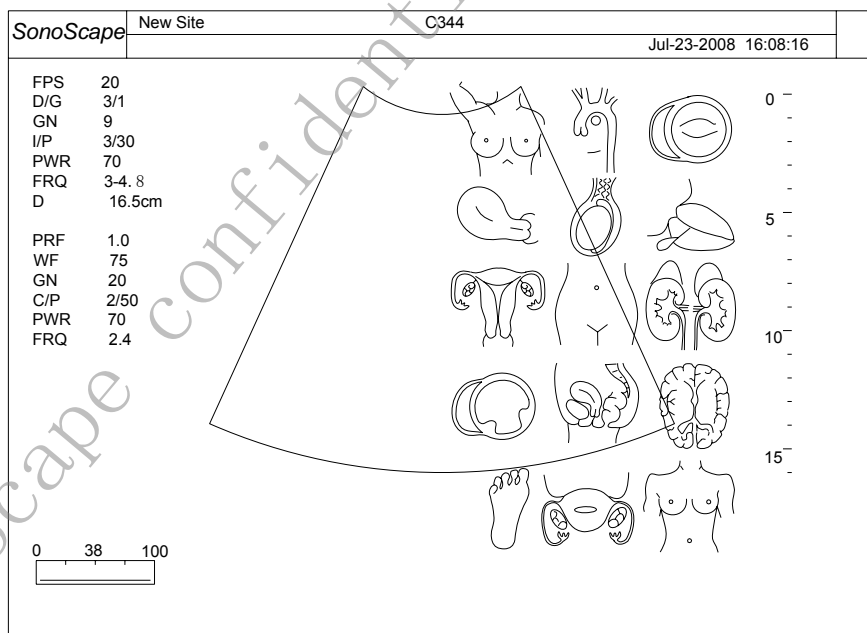 SonoScape
New Site
C344
Jul-23-2008 16:08:16
FPS 20
D/G 3/1
GN 9
I/P 3/30
PWR 70
FRQ 3-4. 8
D 16.5cm
PRF 1.0
WF 75
GN 20
C/P 2/50
PWR 70
FRQ 2.4
0
5
10
15
0 38 100
scape confidenti